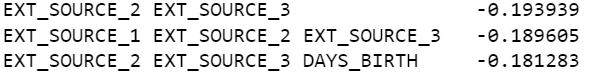 EXT_SOURCE_2 EXT_SOURCE_3 -0.193939
EXT_SOURCE_1 EXT_SOURCE_2 EXT_SOURCE_3 -0.189605
EXT_SOURCE_2 EXT_SOURCE_3 DAYS_BIRTH -0.181283